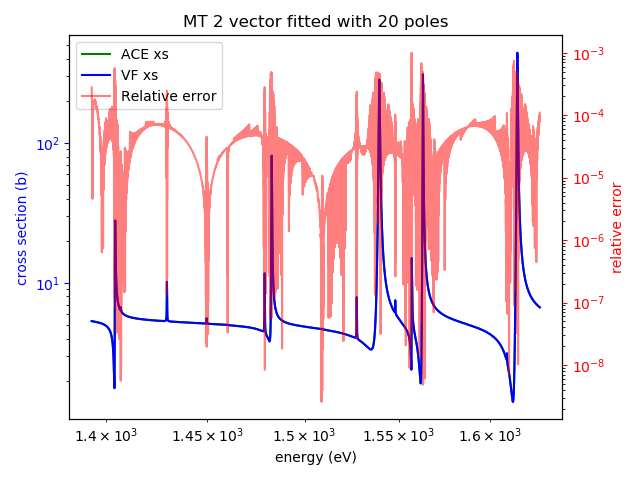 MT 2 vector fitted with 20 poles
ACE xs
VF xs
Relative error
10²
10¹
cross section (b)
10⁻³
10⁻⁴
10⁻⁵
10⁻⁶
10⁻⁷
10⁻⁸
relative error
1.4 × 10³
1.45 × 10³
1.5 × 10³
1.55 × 10³
1.6 × 10³
energy (eV)